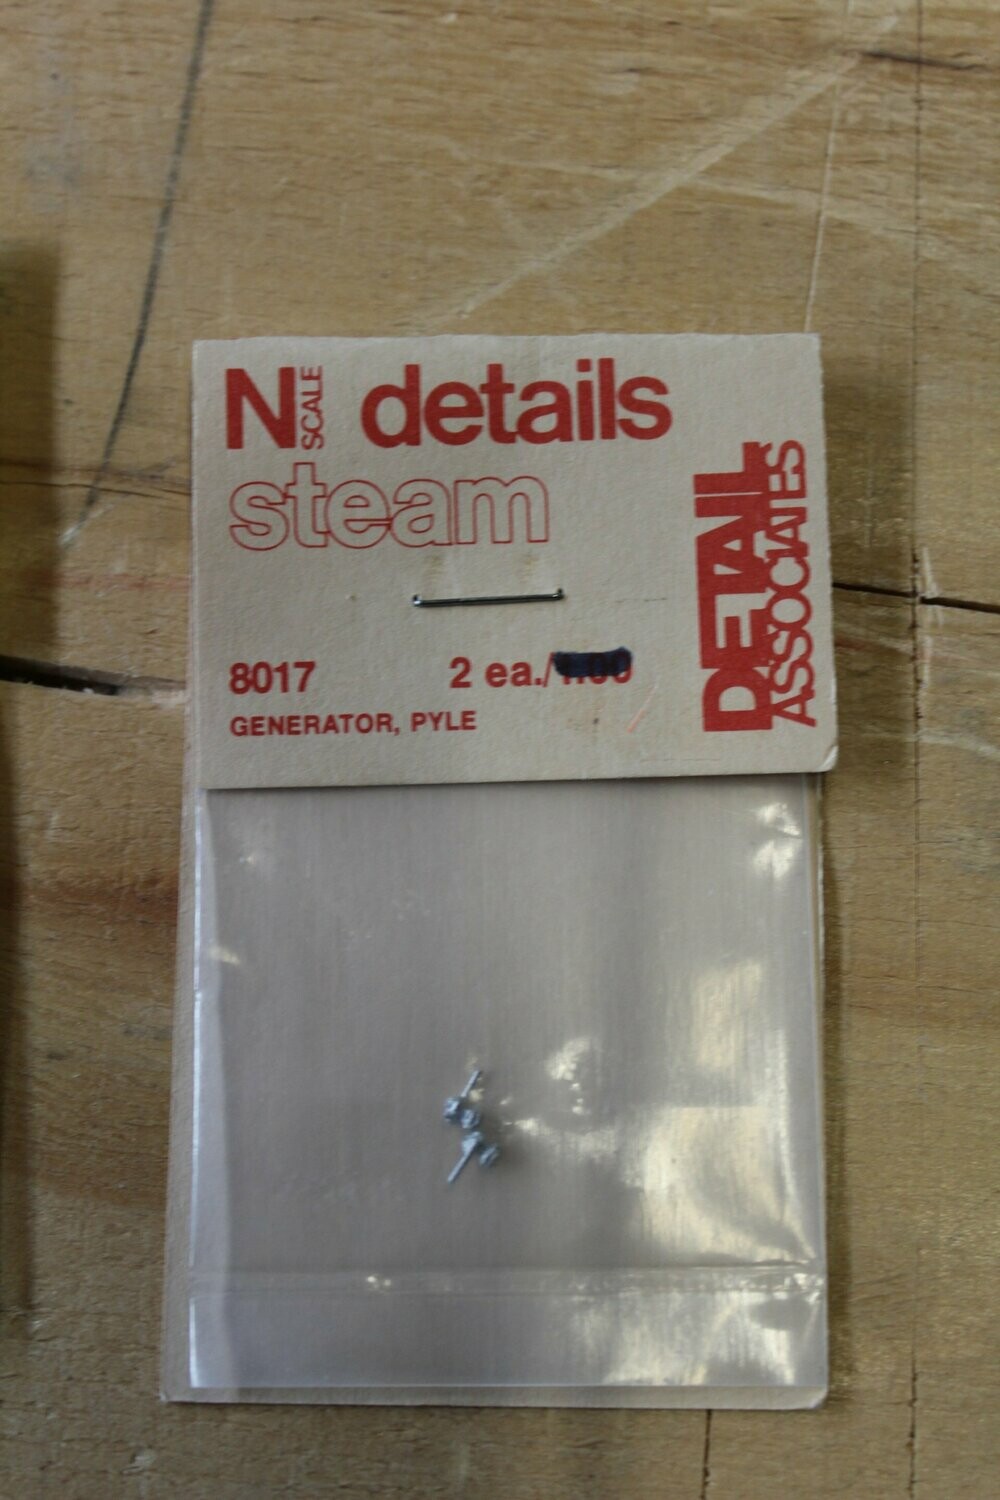 N SCALE details
steam
DETAIL
ASSOCIATES
8017 2 ea./
GENERATOR, PYLE